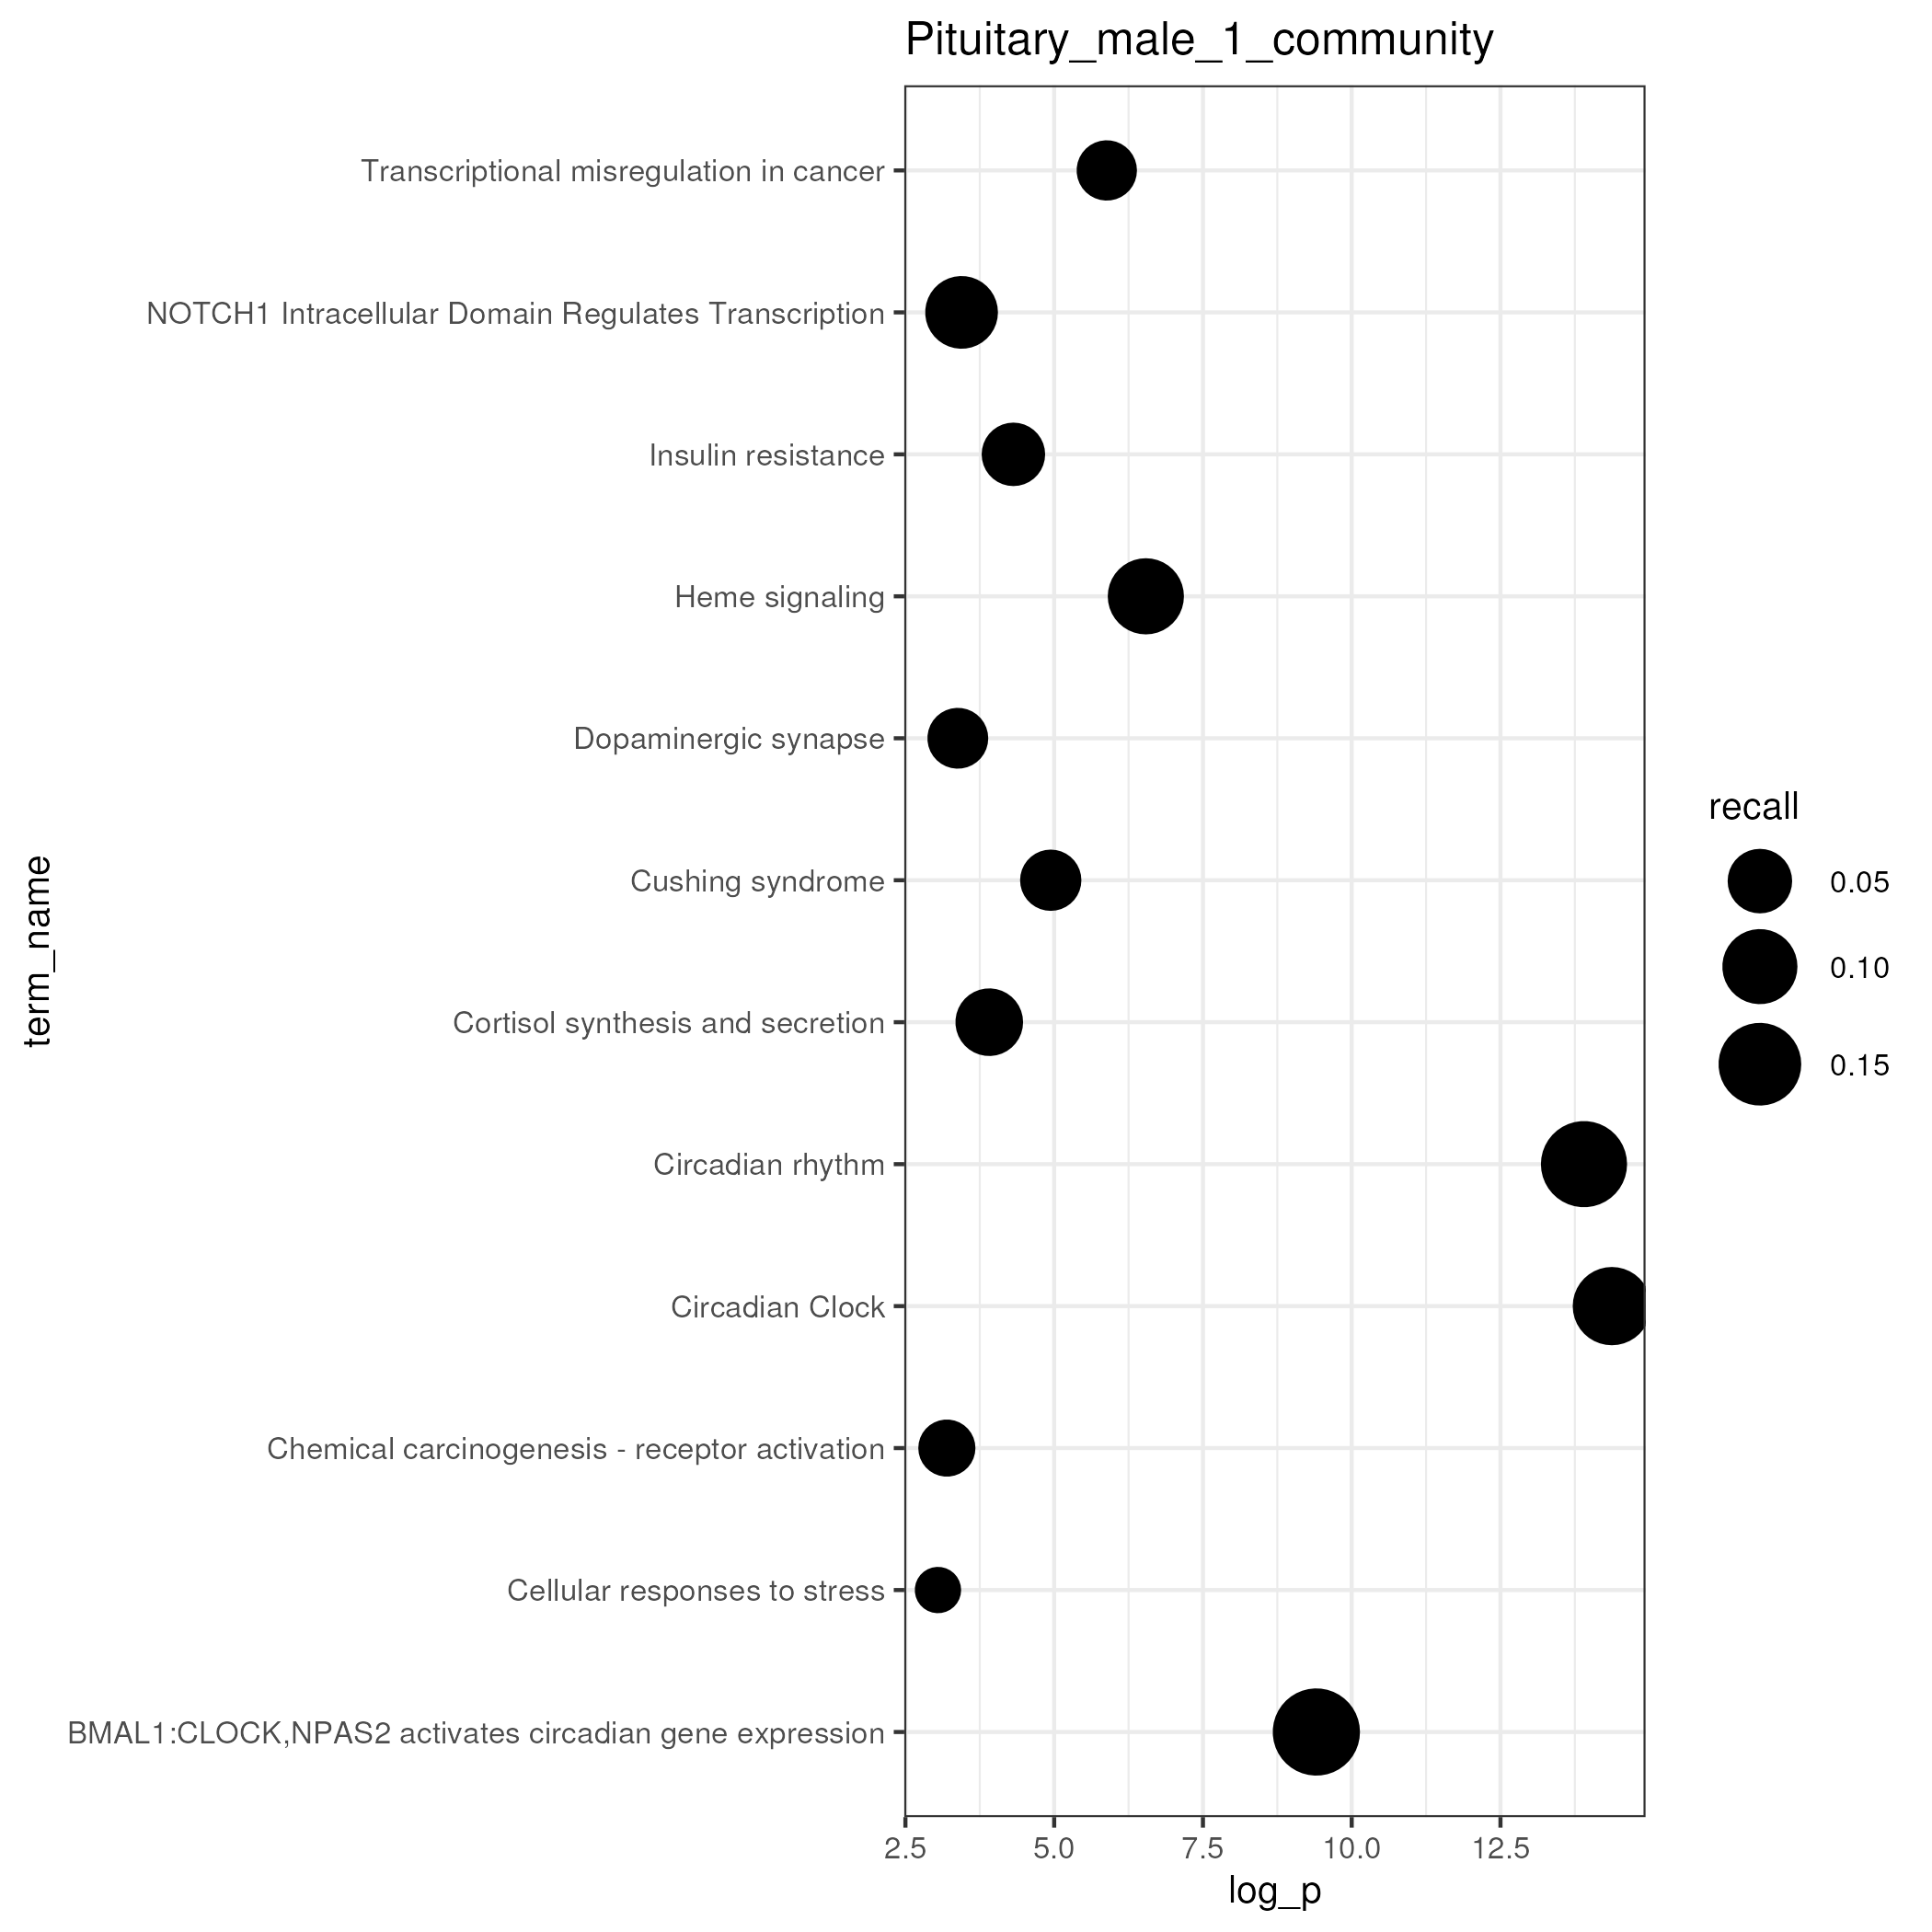 Pituitary_male_1_community
Transcriptional misregulation in cancer
NOTCH1 Intracellular Domain Regulates Transcription
Insulin resistance
Heme signaling
Dopaminergic synapse
Cushing syndrome
Cortisol synthesis and secretion
Circadian rhythm
Circadian Clock
Chemical carcinogenesis - receptor activation
Cellular responses to stress
BMAL1:CLOCK,NPAS2 activates circadian gene expression
term_name
2.5 5.0 7.5 10.0 12.5
log_p
recall
0.05
0.10
0.15